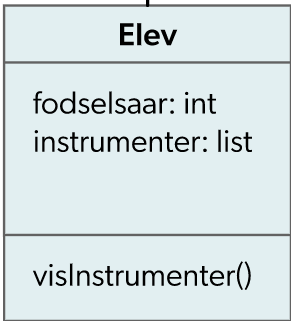 Elev
fodselsaar: int
instrumenter: list
visInstrumenter()